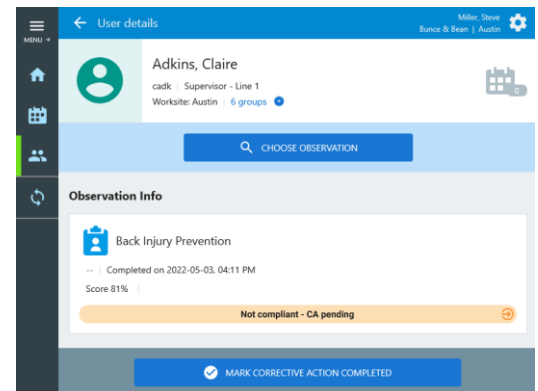 MENU →
← User details
Miller, Steve
Bunce & Bean | Austin
Adkins, Claire
cadk | Supervisor - Line 1
Worksite: Austin | 6 groups
0
CHOOSE OBSERVATION
Observation Info
Back Injury Prevention
-- | Completed on 2022-05-03, 04:11 PM
Score 81% |
Not compliant - CA pending
MARK CORRECTIVE ACTION COMPLETED